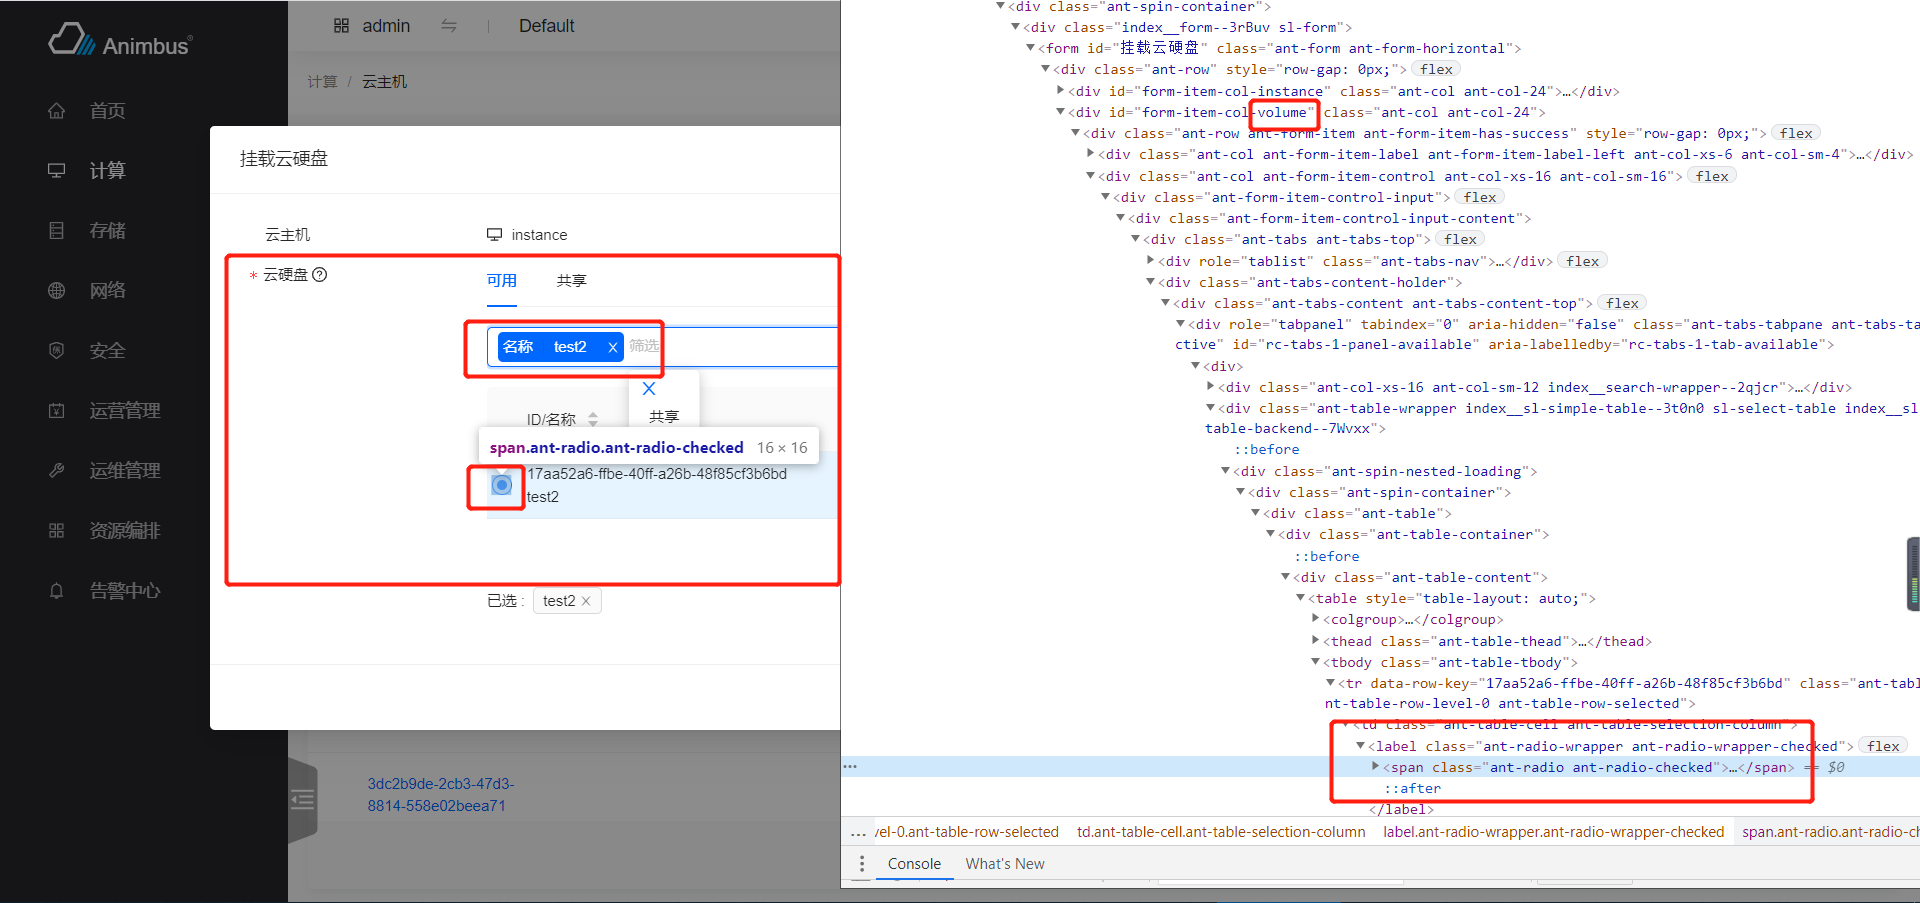 Animbus®
首页
计算
存储
网络
安全
运营管理
运维管理
资源编排
告警中心
admin
Default
计算 / 云主机
挂载云硬盘
云主机
instance
* 云硬盘
可用
共享
名称 test2 X 筛选
X
共享
ID/名称
span.ant-radio.ant-radio-checked 16 × 16
17aa52a6-ffbe-40ff-a26b-48f85cf3b6bd
test2
已选 : test2 ×
3dc2b9de-2cb3-47d3-
8814-558e02beea71
<div class="ant-spin-container">
<div class="index__form--3rBuv sl-form">
<form id="挂载云硬盘" class="ant-form ant-form-horizontal">
<div class="ant-row" style="row-gap: 0px;"> flex
<div id="form-item-col-instance" class="ant-col ant-col-24">…</div>
<div id="form-item-col-volume" class="ant-col ant-col-24">
<div class="ant-row ant-form-item ant-form-item-has-success" style="row-gap: 0px;"> flex
<div class="ant-col ant-form-item-label ant-form-item-label-left ant-col-xs-6 ant-col-sm-4">…</div>
<div class="ant-col ant-form-item-control ant-col-xs-16 ant-col-sm-16"> flex
<div class="ant-form-item-control-input"> flex
<div class="ant-form-item-control-input-content">
<div class="ant-tabs ant-tabs-top"> flex
<div role="tablist" class="ant-tabs-nav">…</div> flex
<div class="ant-tabs-content-holder">
<div class="ant-tabs-content ant-tabs-content-top"> flex
<div role="tabpanel" tabindex="0" aria-hidden="false" class="ant-tabs-tabpane ant-tabs-ta
ctive" id="rc-tabs-1-panel-available" aria-labelledby="rc-tabs-1-tab-available">
<div>
<div class="ant-col-xs-16 ant-col-sm-12 index__search-wrapper--2qjcr">…</div>
<div class="ant-table-wrapper index__sl-simple-table--3t0n0 sl-select-table index__sl
table-backend--7Wvxx">
::before
<div class="ant-spin-nested-loading">
<div class="ant-spin-container">
<div class="ant-table">
<div class="ant-table-container">
::before
<div class="ant-table-content">
<table style="table-layout: auto;">
<colgroup>…</colgroup>
<thead class="ant-table-thead">…</thead>
<tbody class="ant-table-tbody">
<tr data-row-key="17aa52a6-ffbe-40ff-a26b-48f85cf3b6bd" class="ant-tabl
nt-table-row-level-0 ant-table-row-selected">
<td class="ant-table-cell ant-table-selection-column">
<label class="ant-radio-wrapper ant-radio-wrapper-checked"> flex
<span class="ant-radio ant-radio-checked">…</span> == $0
::after
</label>
… vel-0.ant-table-row-selected td.ant-table-cell.ant-table-selection-column label.ant-radio-wrapper.ant-radio-wrapper-checked span.ant-radio.ant-radio-ch
Console What's New